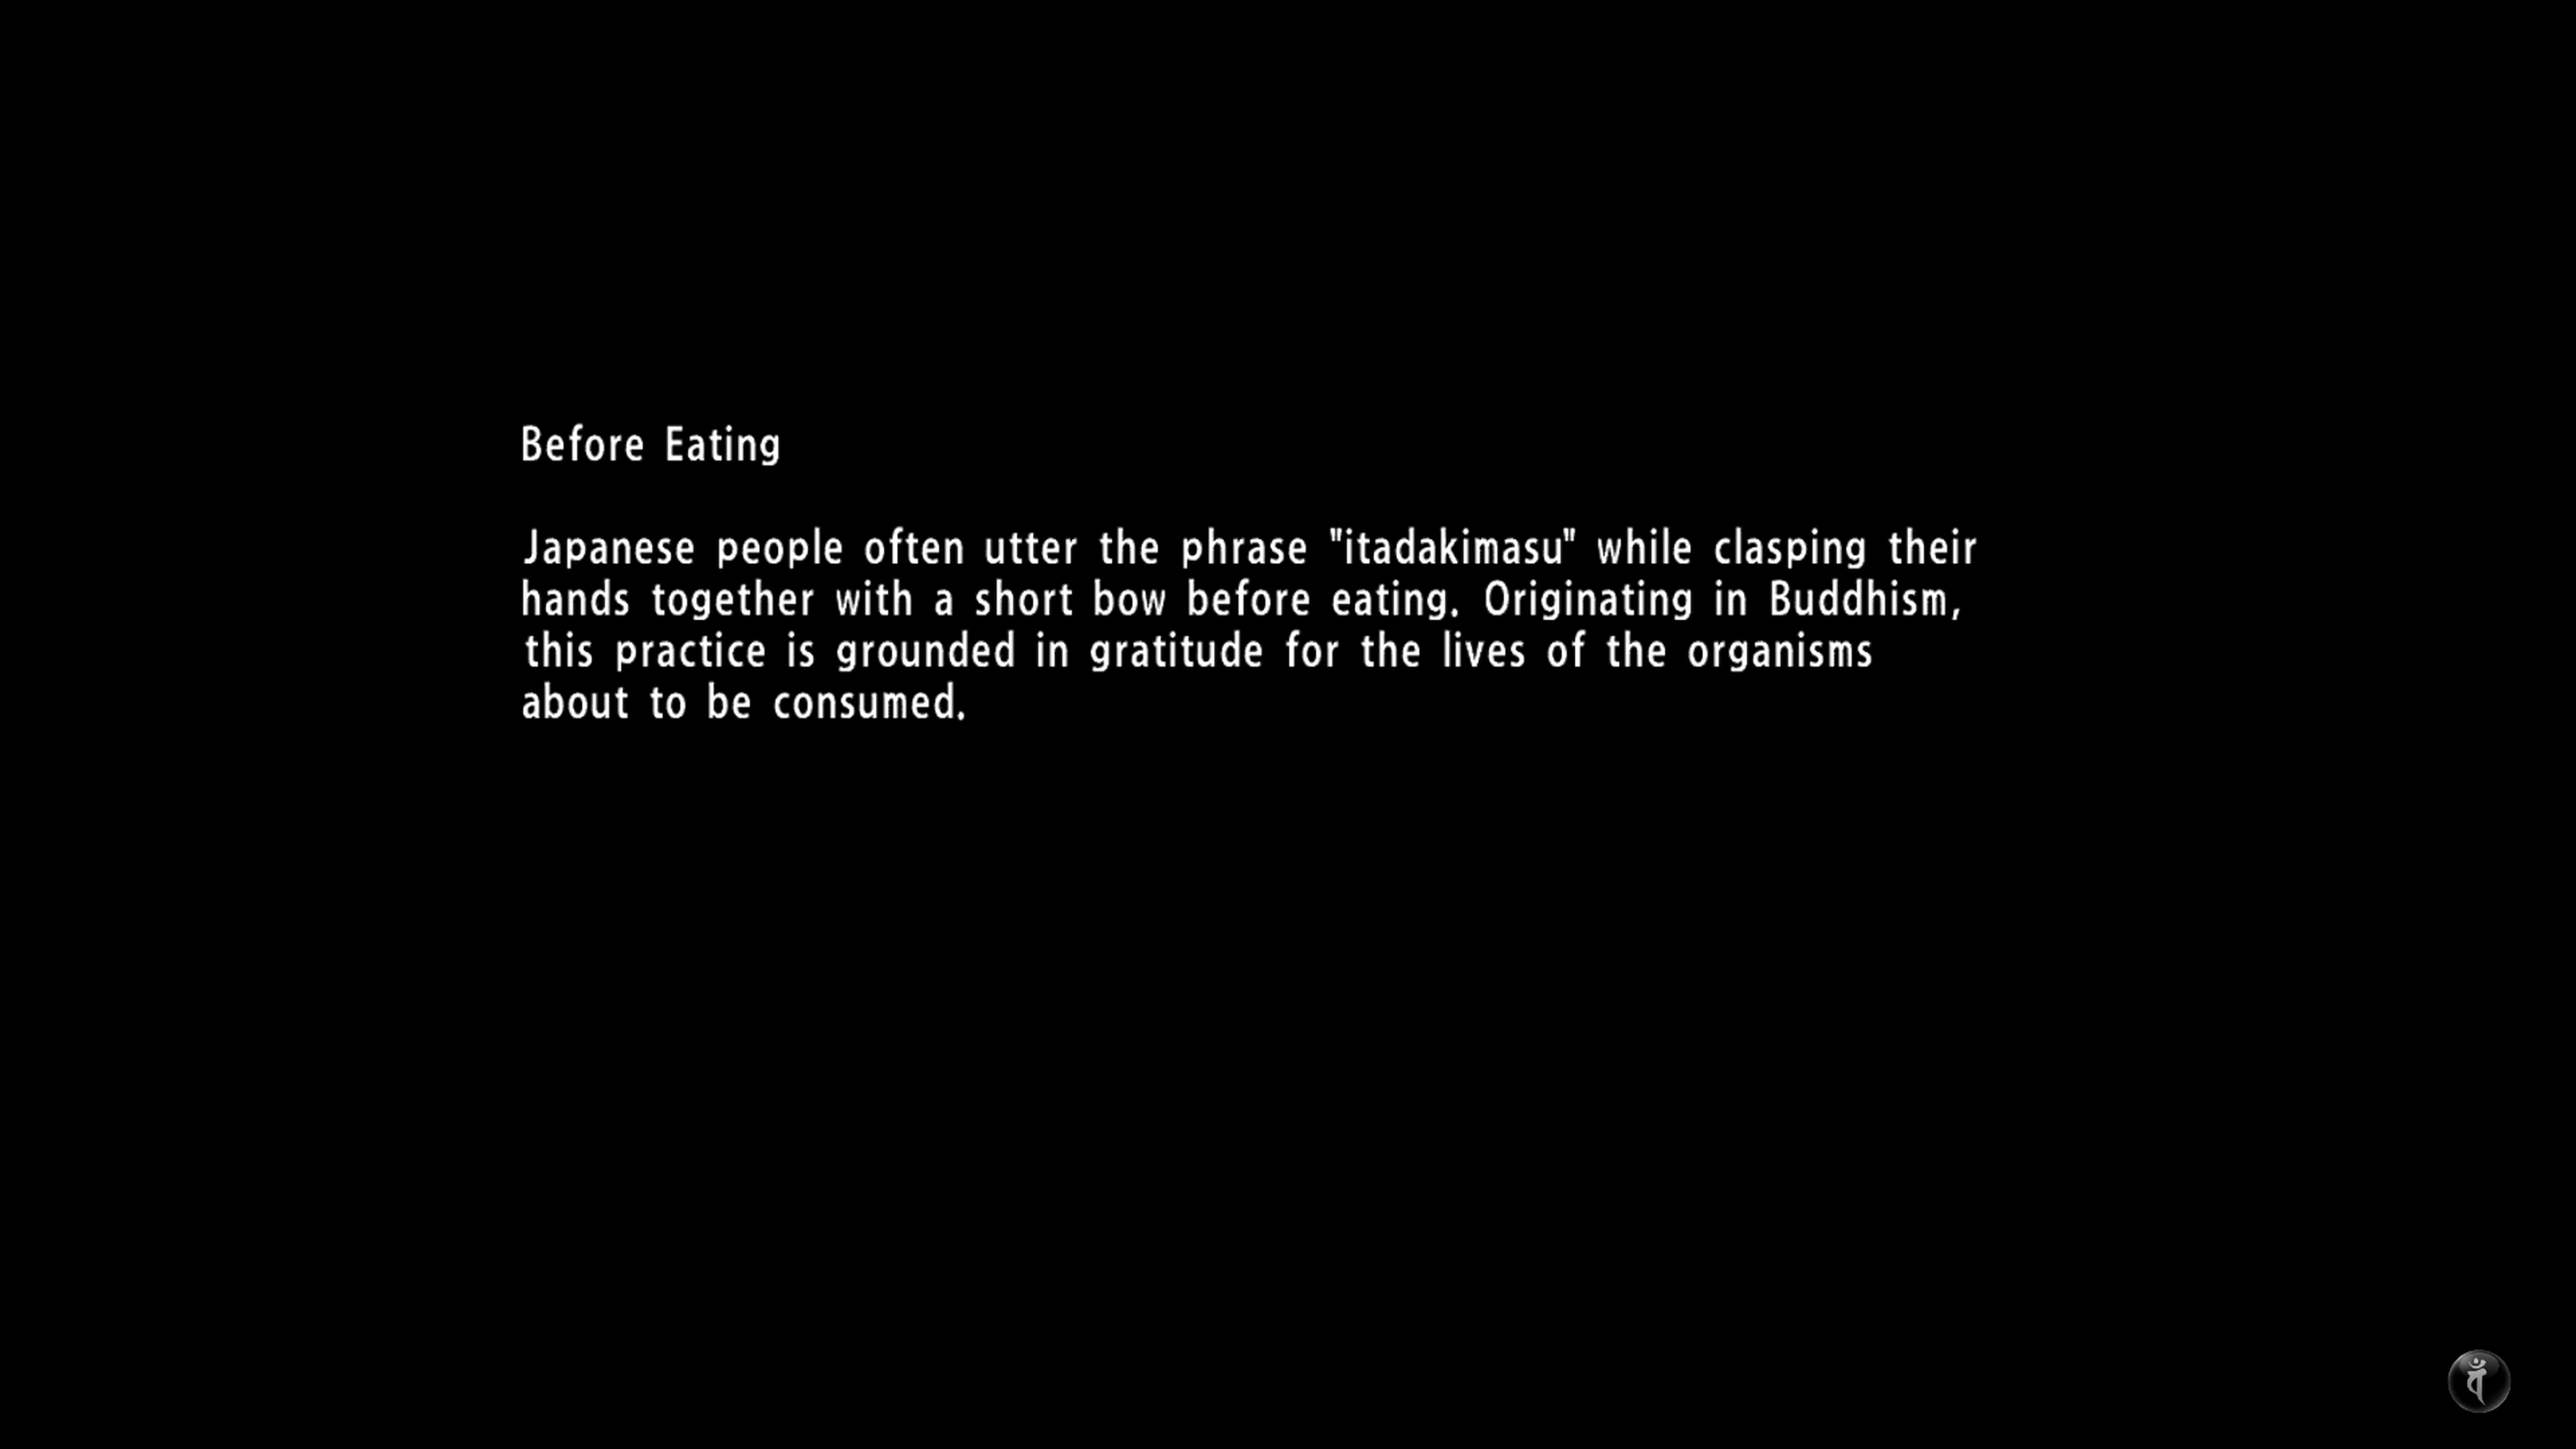 Before Eating
Japanese people often utter the phrase "itadakimasu" while clasping their
hands together with a short bow before eating. Originating in Buddhism,
this practice is grounded in gratitude for the lives of the organisms
about to be consumed.